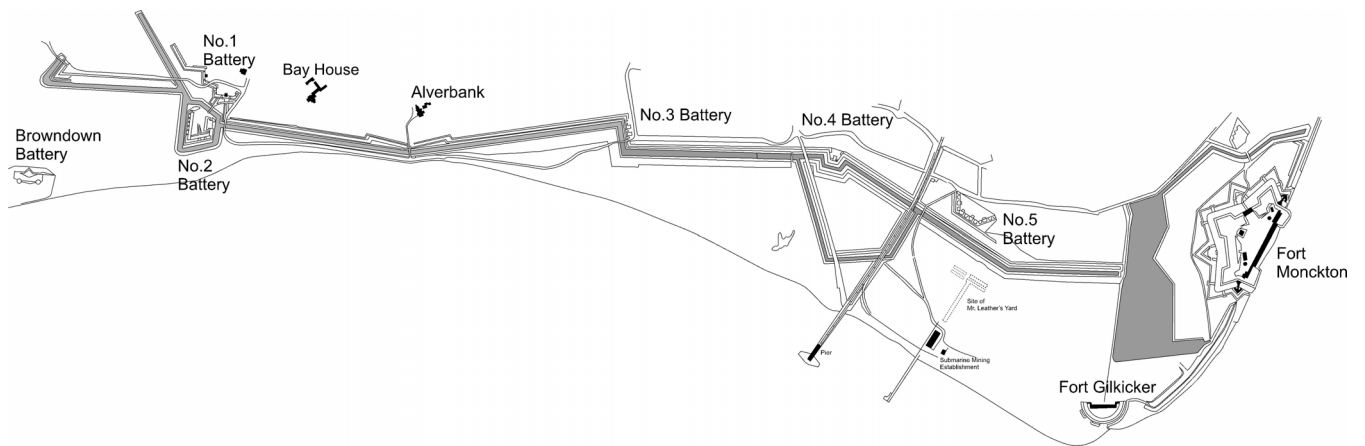 No.1
Battery
Bay House
Alverbank
No.3 Battery
No.4 Battery
Browndown
Battery
No.2
Battery
No.5
Battery
Fort
Monckton
Site of
Mr. Leather's Yard
Pier
Submarine Mining
Establishment
Fort Gilkicker